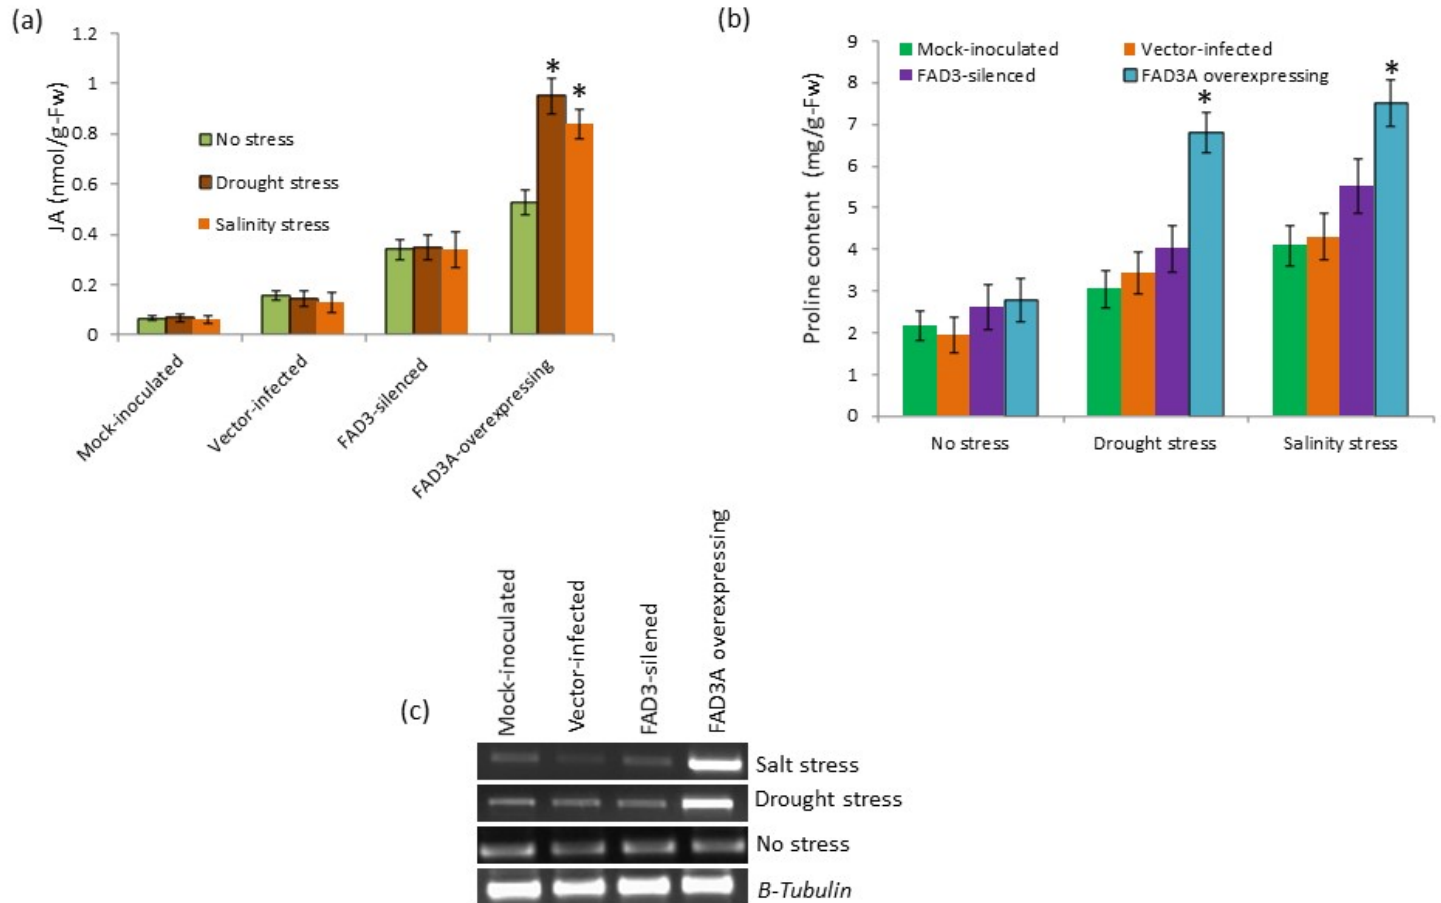 (a)
JA (nmol/g-Fw)
1.2
1
0.8
0.6
0.4
0.2
0
No stress
Drought stress
Salinity stress
*
*
Mock-inoculated
Vector-infected
FAD3-silenced
FAD3A-overexpressing
(b)
Proline content (mg/g-Fw)
9
8
7
6
5
4
3
2
1
0
Mock-inoculated
Vector-infected
FAD3-silenced
FAD3A overexpressing
*
*
No stress
Drought stress
Salinity stress
(c)
Mock-inoculated
Vector-infected
FAD3-silened
FAD3A overexpressing
Salt stress
Drought stress
No stress
B-Tubulin